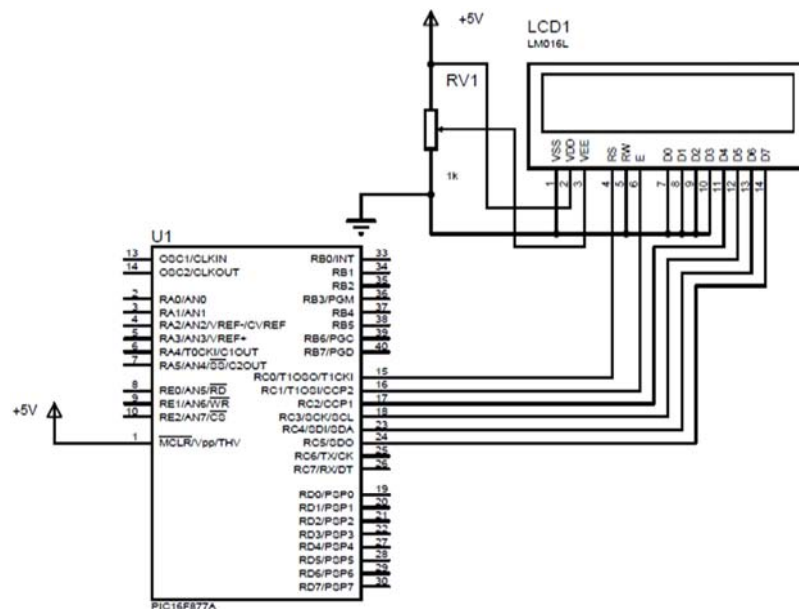 +5V
LCD1
LM016L
RV1
1k
VSS
VDD
VEE
RS
RW
E
D0
D1
D2
D3
D4
D5
D6
D7
1
2
3
4
5
6
7
8
9
10
11
12
13
14
U1
13 OSC1/CLKIN RB0/INT 33
14 OSC2/CLKOUT RB1 34
RB2 35
2 RA0/AN0 RB3/PGM 36
3 RA1/AN1 RB4 37
4 RA2/AN2/VREF-/CVREF RB5 38
5 RA3/AN3/VREF+ RB6/PGC 39
6 RA4/T0CKI/C1OUT RB7/PGD 40
7 RA5/AN4/SS/C2OUT
RC0/T1OSO/T1CKI 15
8 RE0/AN5/RD RC1/T1OSI/CCP2 16
9 RE1/AN6/WR RC2/CCP1 17
10 RE2/AN7/CS RC3/SCK/SCL 18
RC4/SDI/SDA 23
+5V
1 MCLR/Vpp/THV RC5/SDO 24
RC6/TX/CK 25
RC7/RX/DT 26
RD0/PSP0 19
RD1/PSP1 20
RD2/PSP2 21
RD3/PSP3 22
RD4/PSP4 27
RD5/PSP5 28
RD6/PSP6 29
RD7/PSP7 30
PIC16F877A